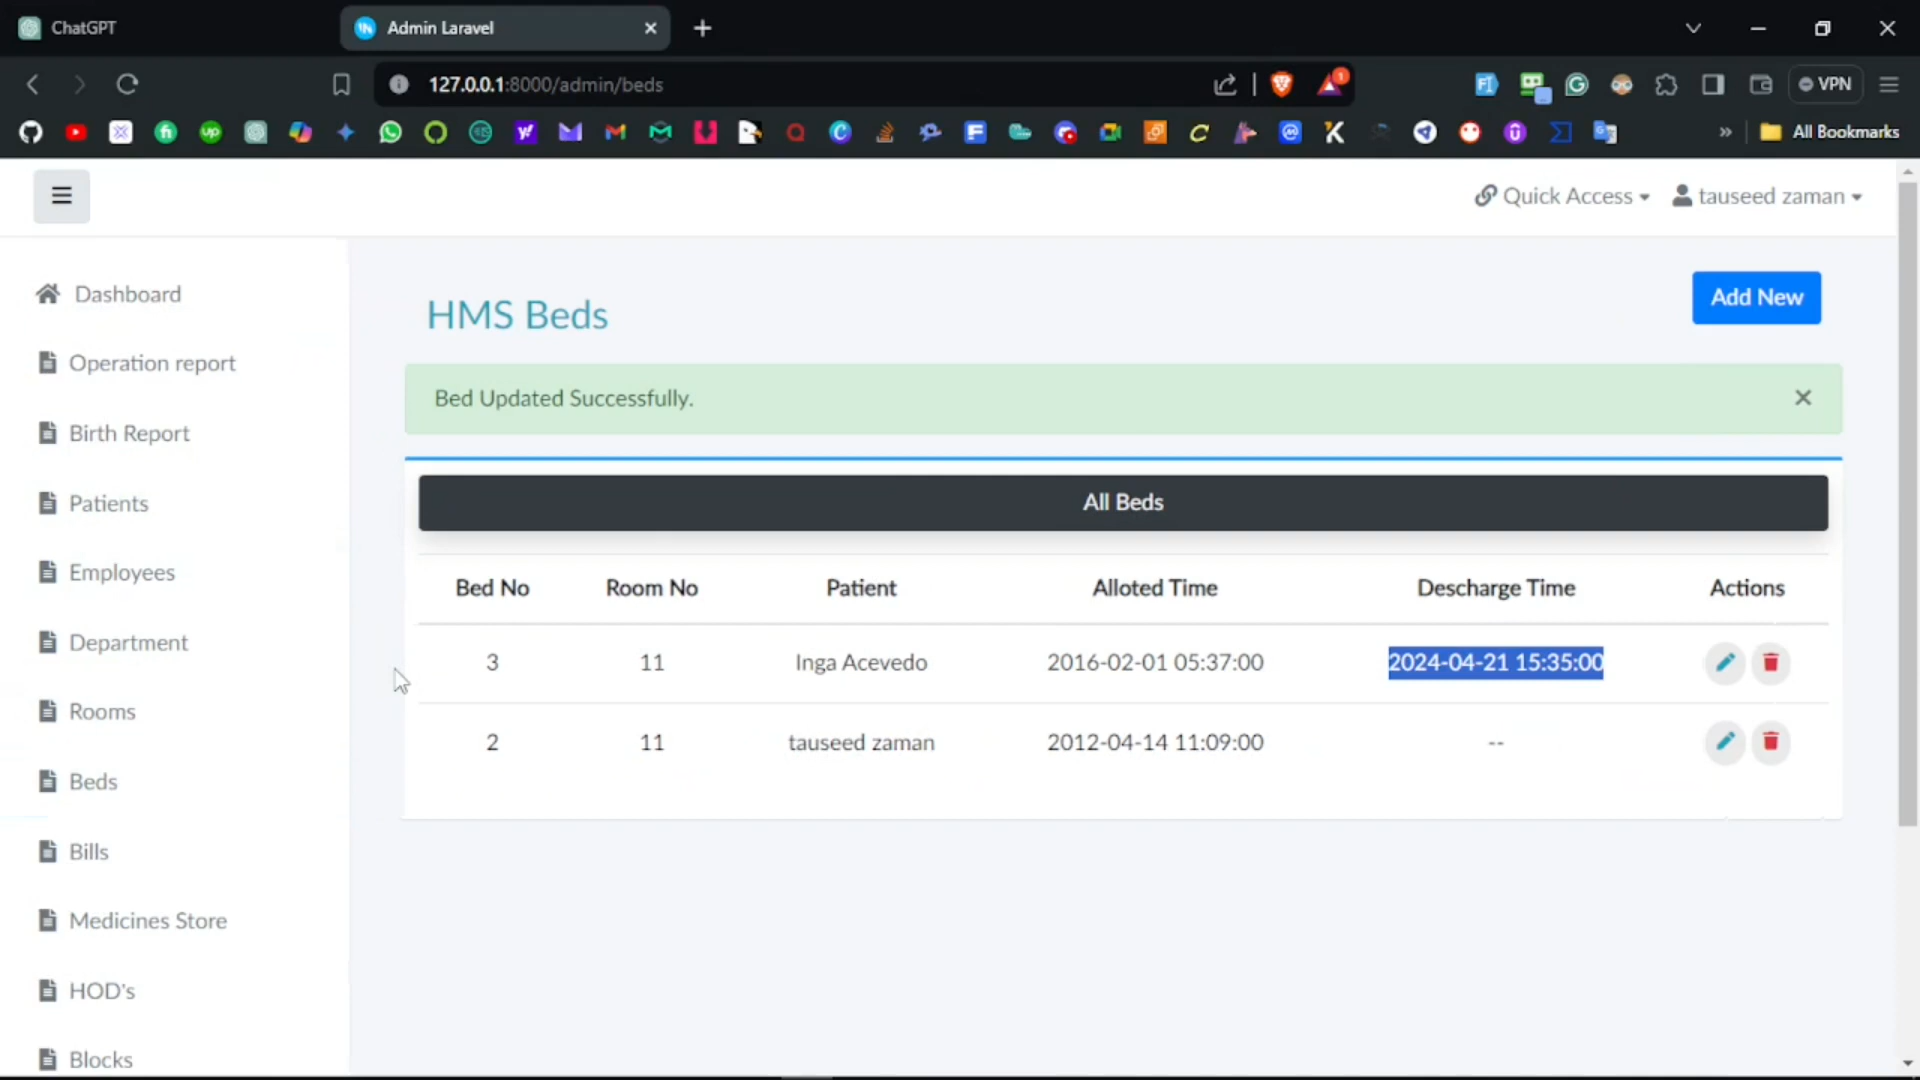 ChatGPT
Admin Laravel
127.0.0.1:8000/admin/beds
1
VPN
All Bookmarks
Quick Access
tauseed zaman
Dashboard
Operation report
Birth Report
Patients
Employees
Department
Rooms
Beds
Bills
Medicines Store
HOD's
Blocks
HMS Beds
Add New
Bed Updated Successfully.
All Beds
Bed No Room No Patient Alloted Time Descharge Time Actions
3 11 Inga Acevedo 2016-02-01 05:37:00 2024-04-21 15:35:00
2 11 tauseed zaman 2012-04-14 11:09:00 --